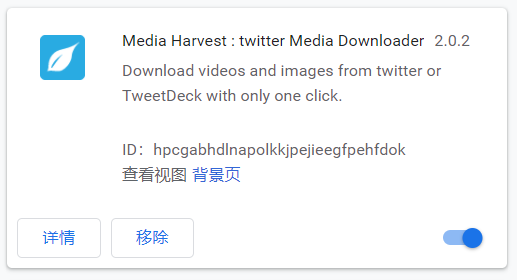 Media Harvest : twitter Media Downloader 2.0.2
Download videos and images from twitter or
TweetDeck with only one click.
ID：hpcgabhdlnapolkkjpejieegfpehfdok
查看视图 背景页
详情 移除